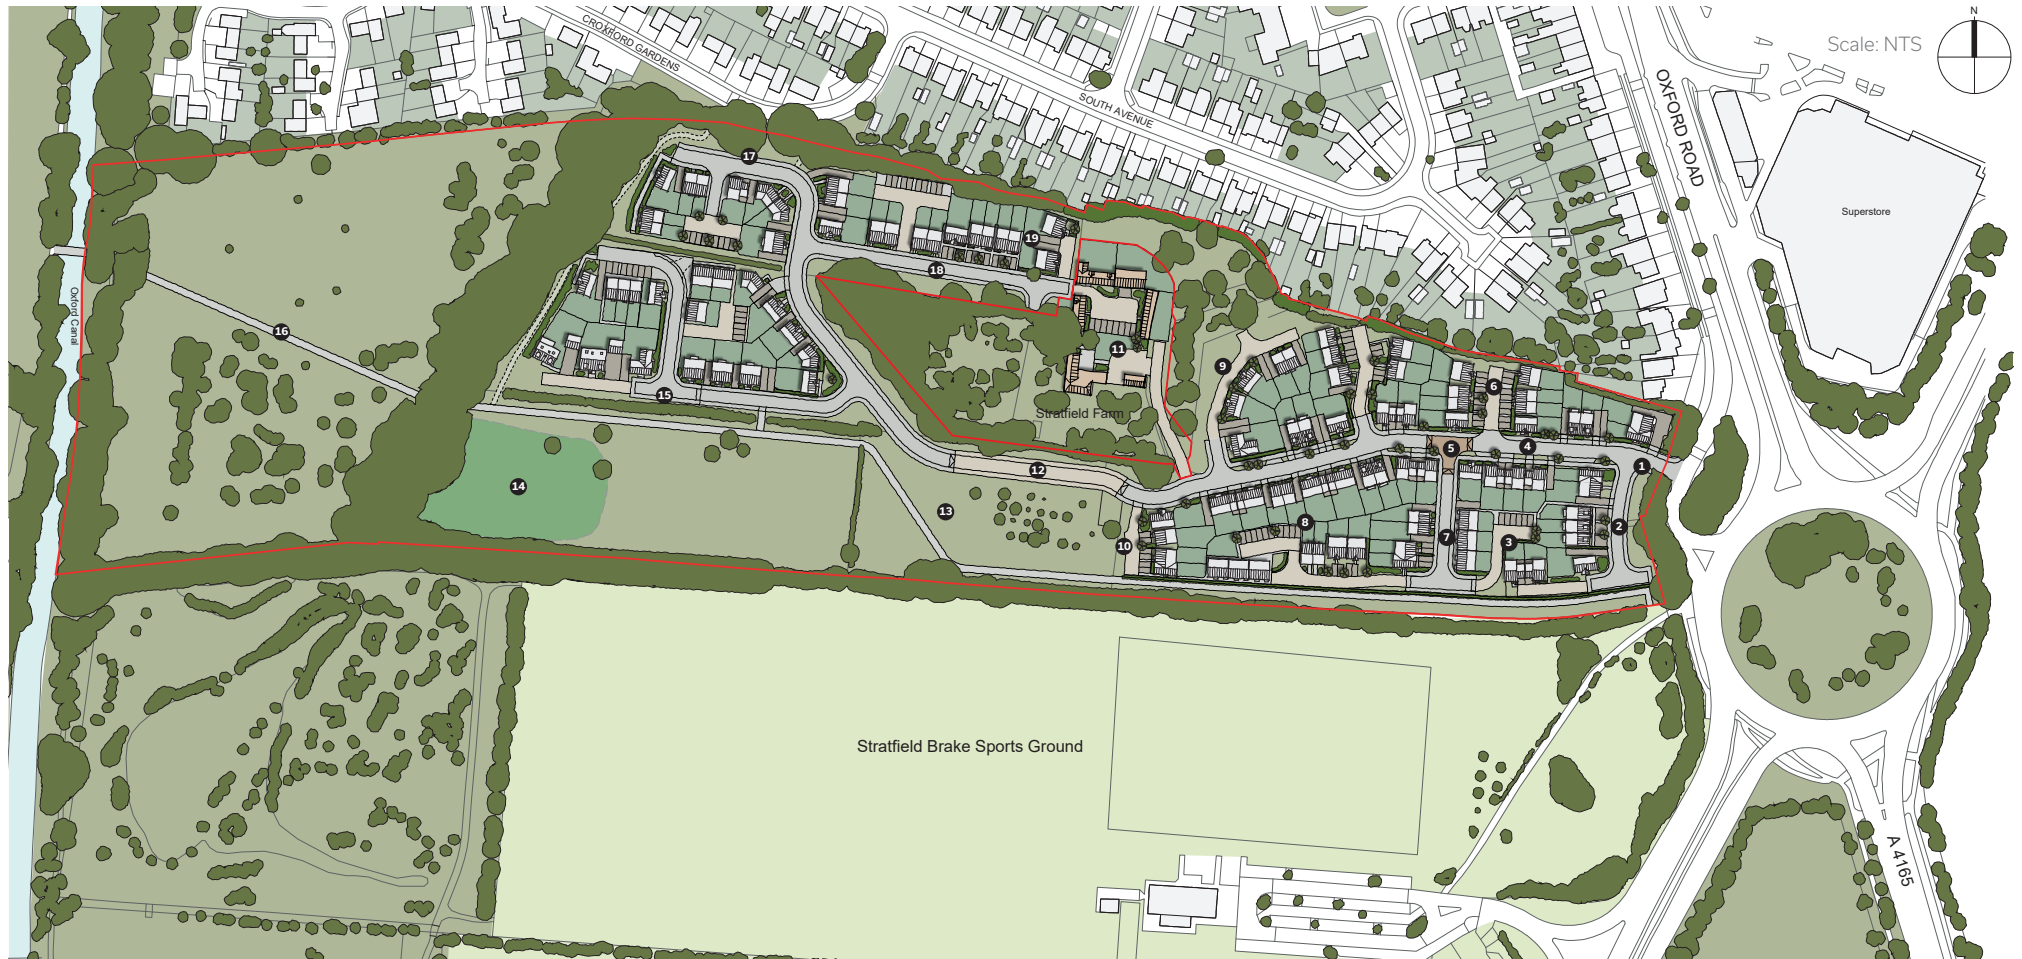 N
Scale: NTS
CROXFORD GARDENS
SOUTH AVENUE
OXFORD ROAD
Superstore
17
19
18
16
Oxford Canal
11
9
6
15
Stratfield Farm
4
5
1
12
14
13
8
2
10
7
3
Stratfield Brake Sports Ground
A 4165